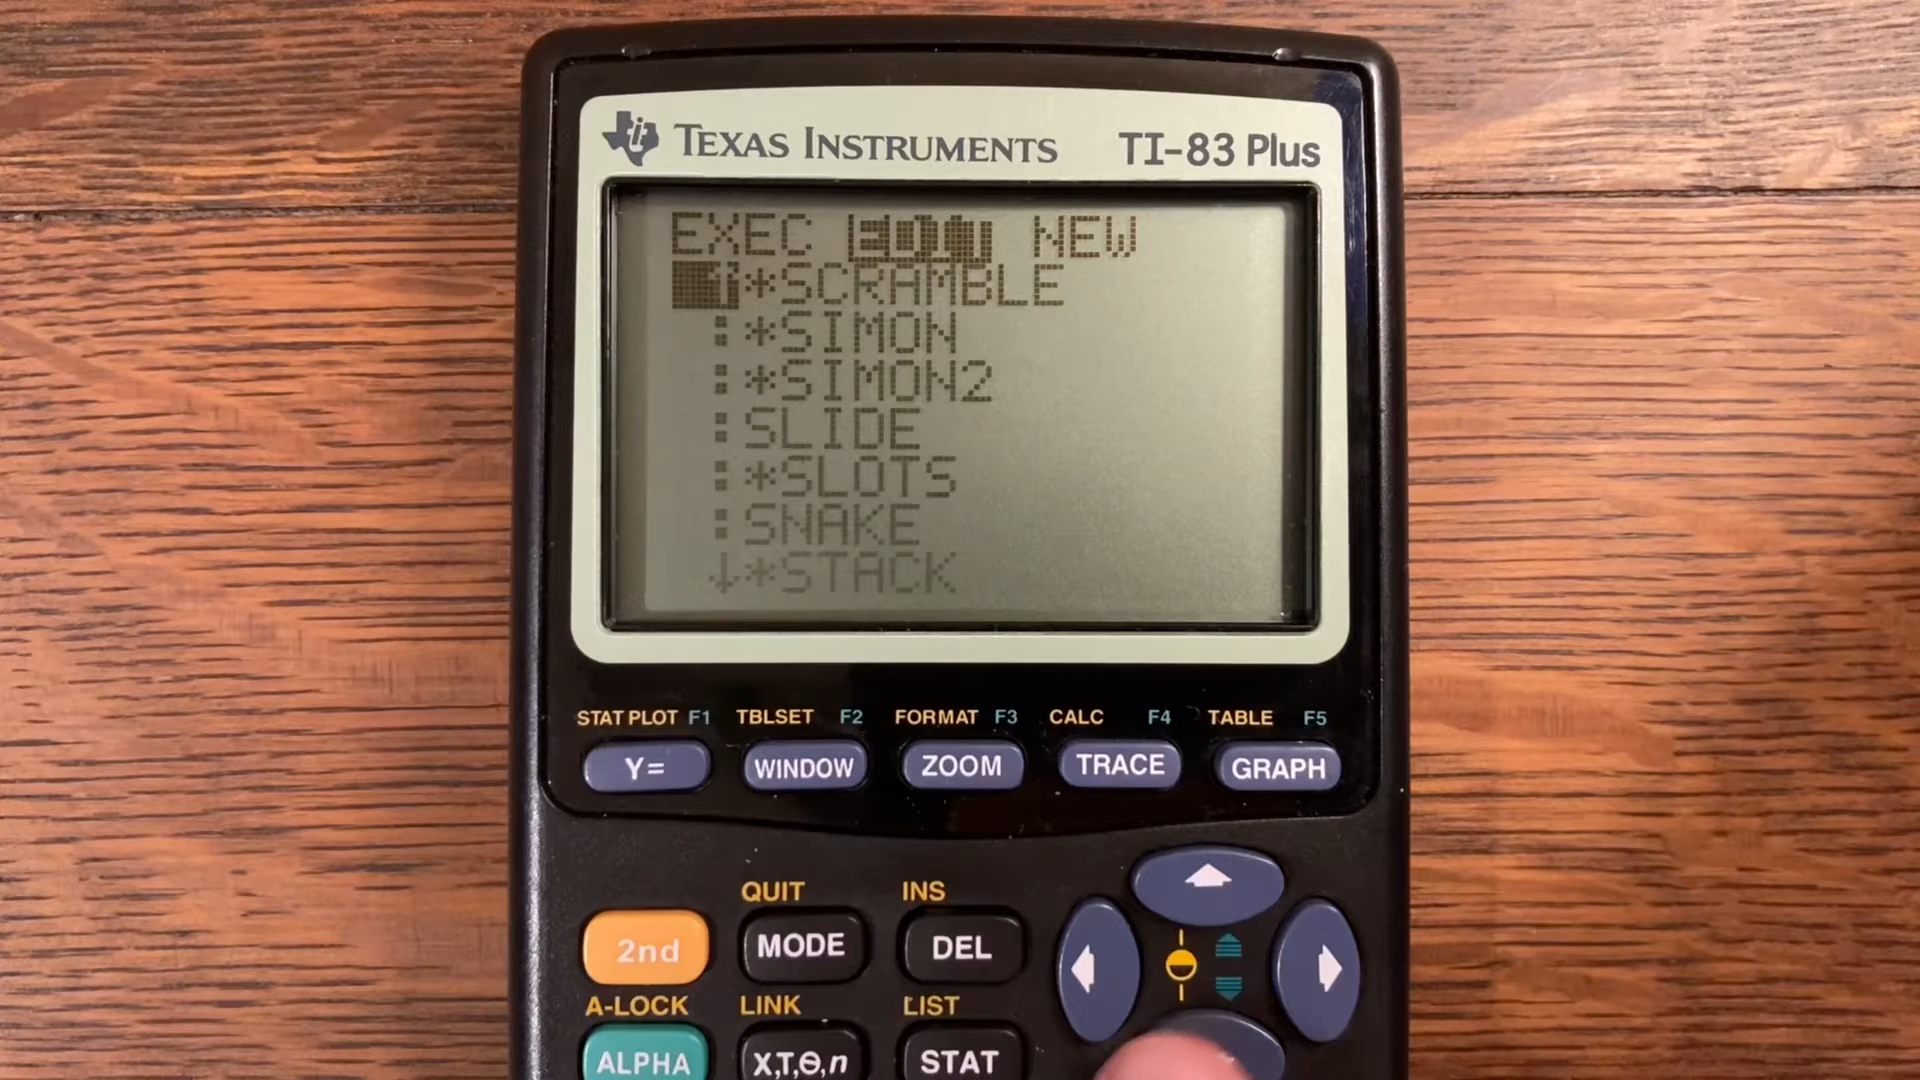 TEXAS INSTRUMENTS TI-83 Plus
EXEC EDIT NEW
↑*SCRAMBLE
:*SIMON
:*SIMON2
:SLIDE
:*SLOTS
:SNAKE
↓*STACK
STAT PLOT F1 TBLSET F2 FORMAT F3 CALC F4 TABLE F5
Y= WINDOW ZOOM TRACE GRAPH
QUIT INS
2nd MODE DEL
A-LOCK LINK LIST
ALPHA X,T,Θ,n STAT